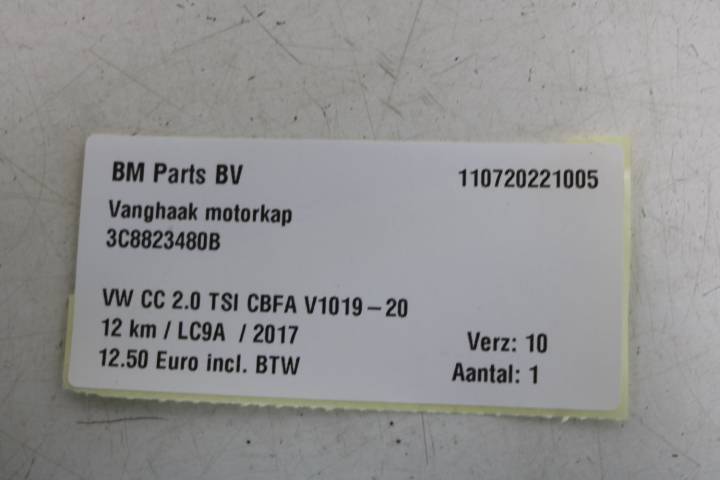 BM Parts BV 110720221005
Vanghaak motorkap
3C8823480B
VW CC 2.0 TSI CBFA V1019-20
12 km / LC9A / 2017 Verz: 10
12.50 Euro incl. BTW Aantal: 1